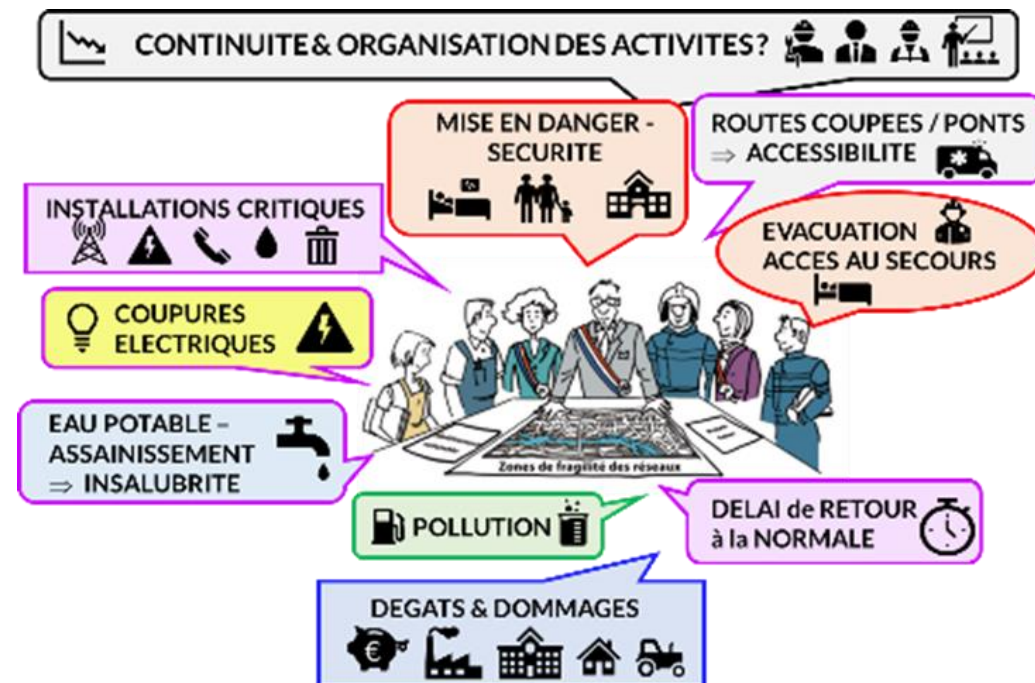 CONTINUITE & ORGANISATION DES ACTIVITES?
MISE EN DANGER -
SECURITE
ROUTES COUPEES / PONTS
⇒ ACCESSIBILITE
INSTALLATIONS CRITIQUES
EVACUATION
ACCES AU SECOURS
COUPURES
ELECTRIQUES
EAU POTABLE –
ASSAINISSEMENT
⇒ INSALUBRITE
Zones de fragilité des réseaux
POLLUTION
DELAI de RETOUR
à la NORMALE
DEGATS & DOMMAGES
€